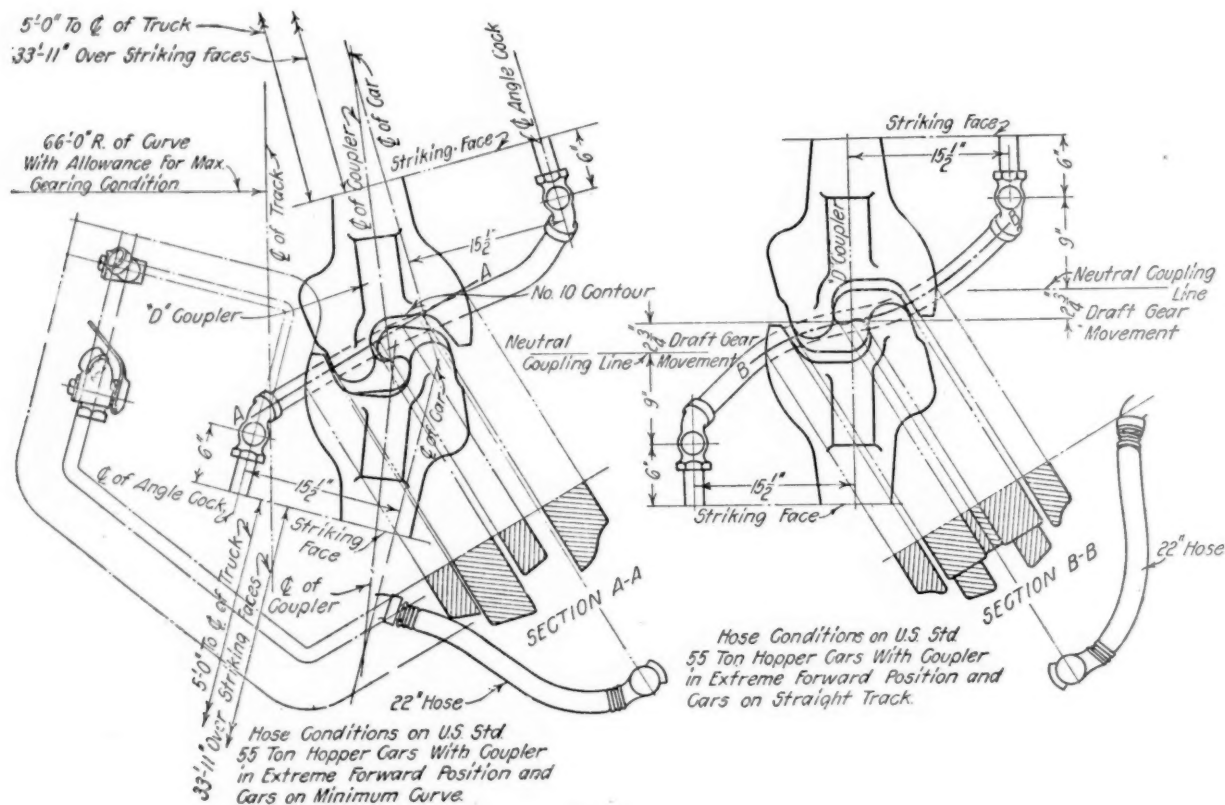 5'-0" To ℄ of Truck
33'-11" Over Striking Faces
66'-0" R. of Curve
With Allowance For Max.
Gearing Condition
℄ of Track
℄ of Coupler
℄ of Car
Striking Face
℄ Angle Cock
6"
15½"
A
No. 10 Contour
"D" Coupler
2¾"
Draft Gear
Movement
Neutral
Coupling Line
9"
6"
A
6"
℄ of Angle Cock
15½"
℄ of Car
Striking
Face
℄ of
Coupler
5'-0" To ℄ of Truck
33'-11" Over Striking Faces
SECTION A-A
22" Hose
Hose Conditions on U.S. Std.
55 Ton Hopper Cars With Coupler
in Extreme Forward Position and
Cars on Minimum Curve.
Striking Face
15½"
6"
9"
"D" Coupler
Neutral Coupling
Line
2¾"
Draft Gear
Movement
B
15½"
Striking Face
SECTION B-B
22" Hose
Hose Conditions on U.S. Std.
55 Ton Hopper Cars With Coupler
in Extreme Forward Position and
Cars on Straight Track.